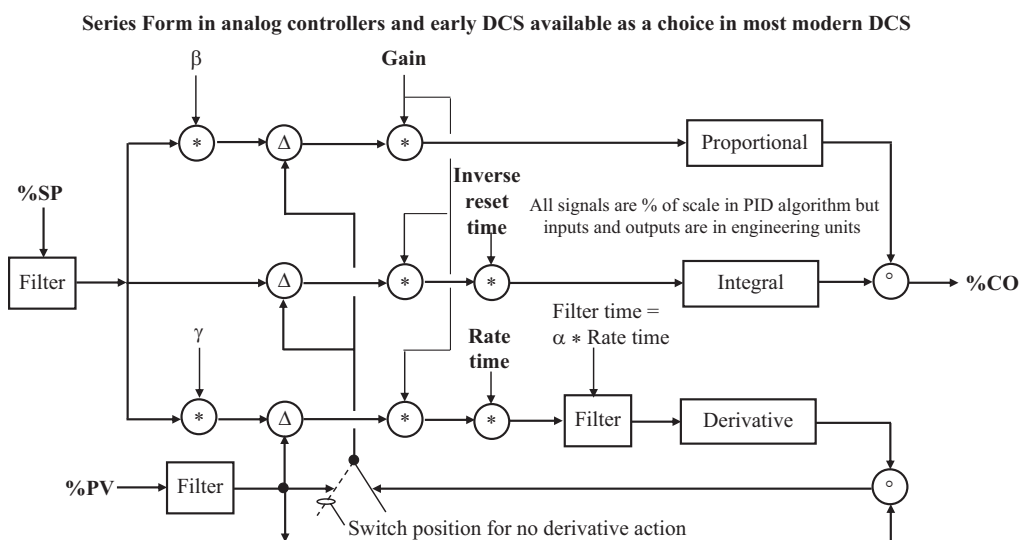 Series Form in analog controllers and early DCS available as a choice in most modern DCS
β
Gain
*
Δ
*
Proportional
%SP
Inverse
reset
time
All signals are % of scale in PID algorithm but
inputs and outputs are in engineering units
Filter
Δ
*
*
Integral
°
%CO
γ
Rate
time
Filter time =
α * Rate time
*
Δ
*
*
Filter
Derivative
%PV
Filter
°
Switch position for no derivative action